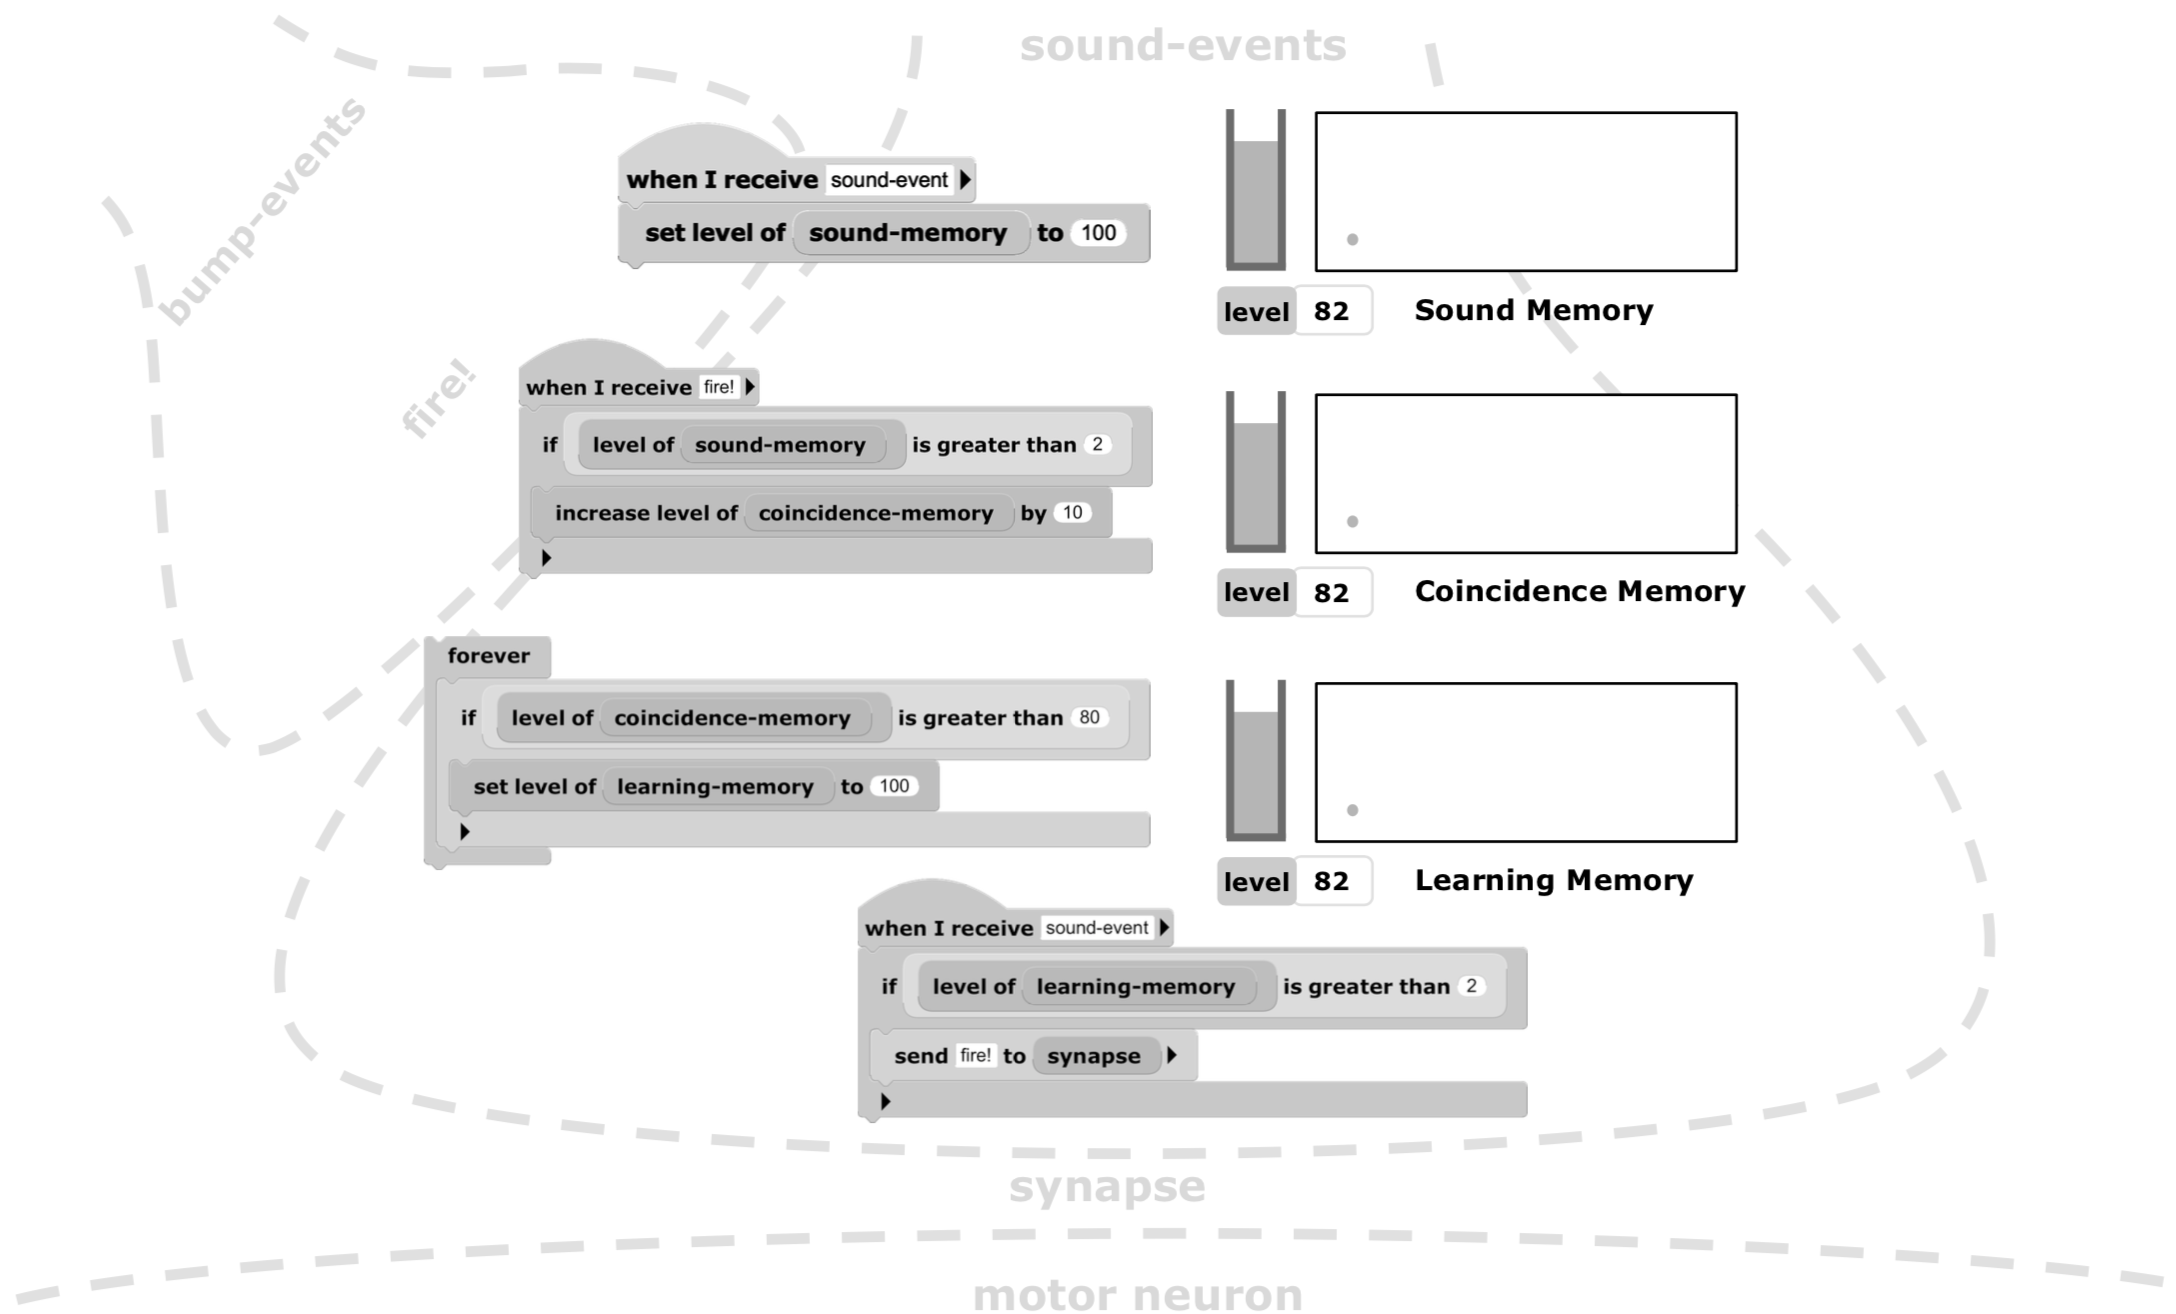 sound-events
bump-events
when I receive sound-event
set level of sound-memory to 100
level 82 Sound Memory
fire!
when I receive fire!
if level of sound-memory is greater than 2
increase level of coincidence-memory by 10
level 82 Coincidence Memory
forever
if level of coincidence-memory is greater than 80
set level of learning-memory to 100
level 82 Learning Memory
when I receive sound-event
if level of learning-memory is greater than 2
send fire! to synapse
synapse
motor neuron